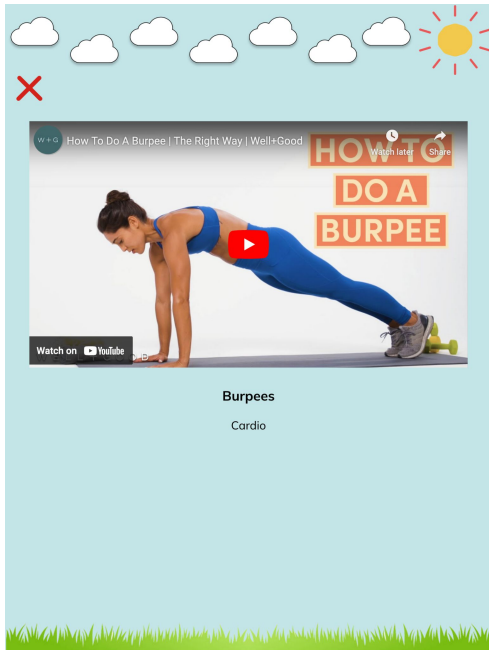 W+G How To Do A Burpee | The Right Way | Well+Good
Watch later Share
HOW TO
DO A
BURPEE
Watch on YouTube
Burpees
Cardio